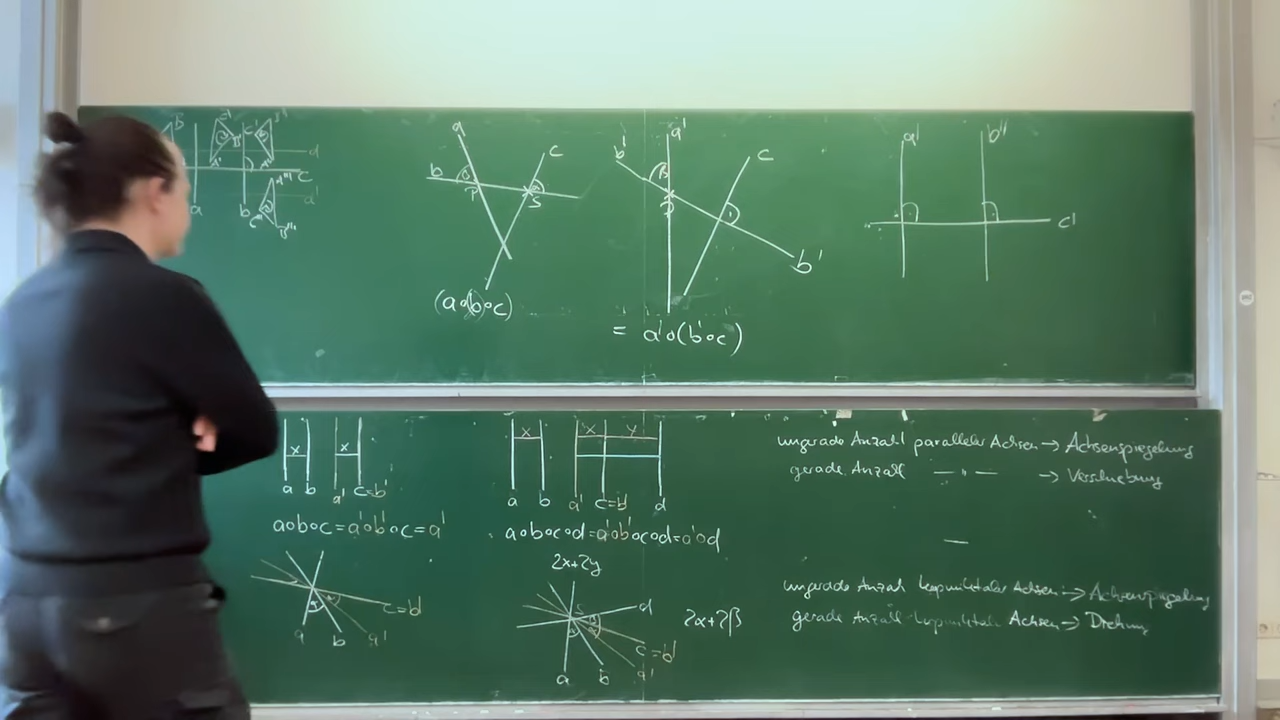 b
d
c
a'
a b
a
b
c
β
P
S
(a∘b∘c)
b'
a'
β
P
c
b'
= a'∘(b'∘c)
a'
b''
c'
x x
a b a' c=b'
a∘b∘c=a'∘b'∘c=a'
a b a'
c=b'
x x y
a b a' c=b' d
a∘b∘c∘d=a'∘b'∘c∘d=a'∘d
2x+2y
S
d
c=b'
a b a'
2α+2β
ungerade Anzahl paralleler Achsen → Achsenspiegelung
gerade Anzahl — " — → Verschiebung
ungerade Anzahl kopunktaler Achsen → Achsenspiegelung
gerade Anzahl kopunktale Achsen → Drehung